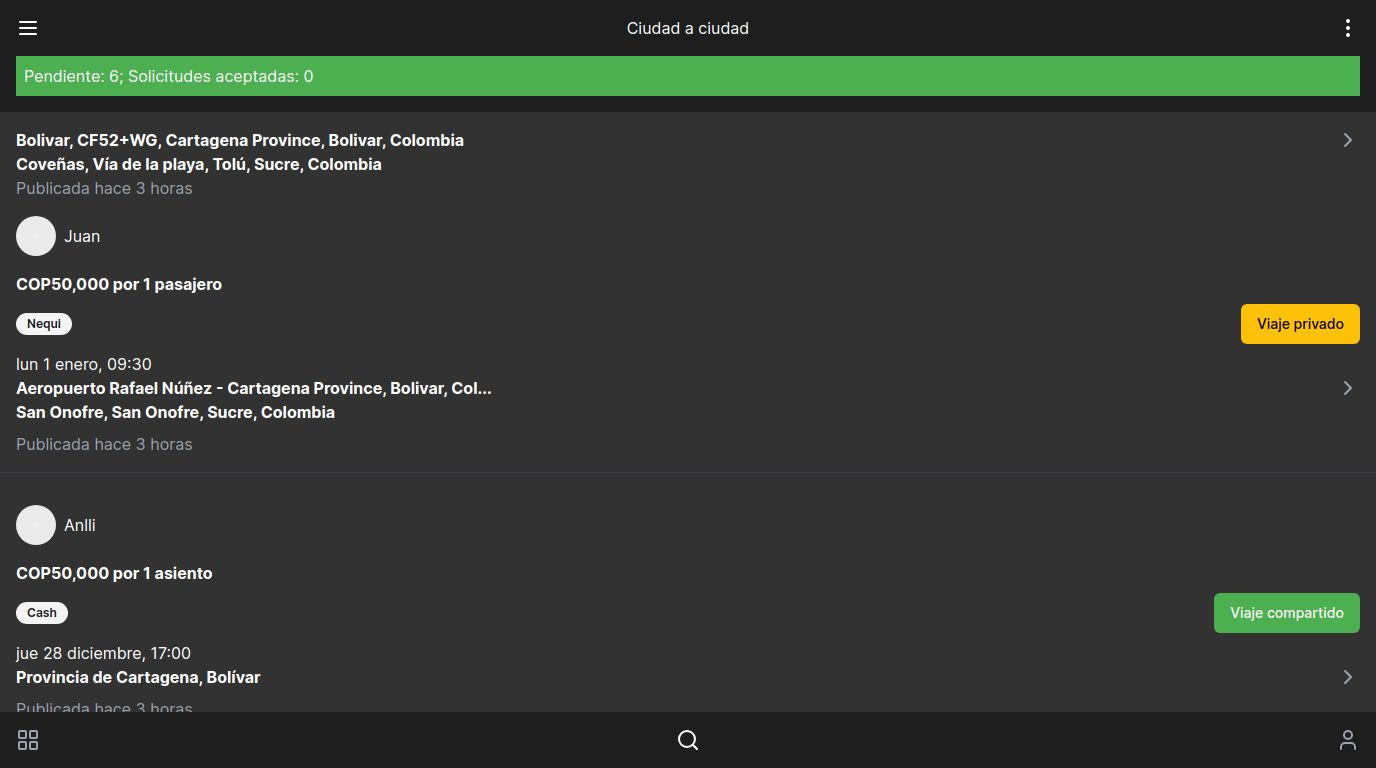 Ciudad a ciudad
Pendiente: 6; Solicitudes aceptadas: 0
Bolivar, CF52+WG, Cartagena Province, Bolivar, Colombia
Coveñas, Vía de la playa, Tolú, Sucre, Colombia
Publicada hace 3 horas
Juan
COP50,000 por 1 pasajero
Nequi
Viaje privado
lun 1 enero, 09:30
Aeropuerto Rafael Núñez - Cartagena Province, Bolivar, Col...
San Onofre, San Onofre, Sucre, Colombia
Publicada hace 3 horas
Anlli
COP50,000 por 1 asiento
Cash
Viaje compartido
jue 28 diciembre, 17:00
Provincia de Cartagena, Bolívar
Publicada hace 3 horas